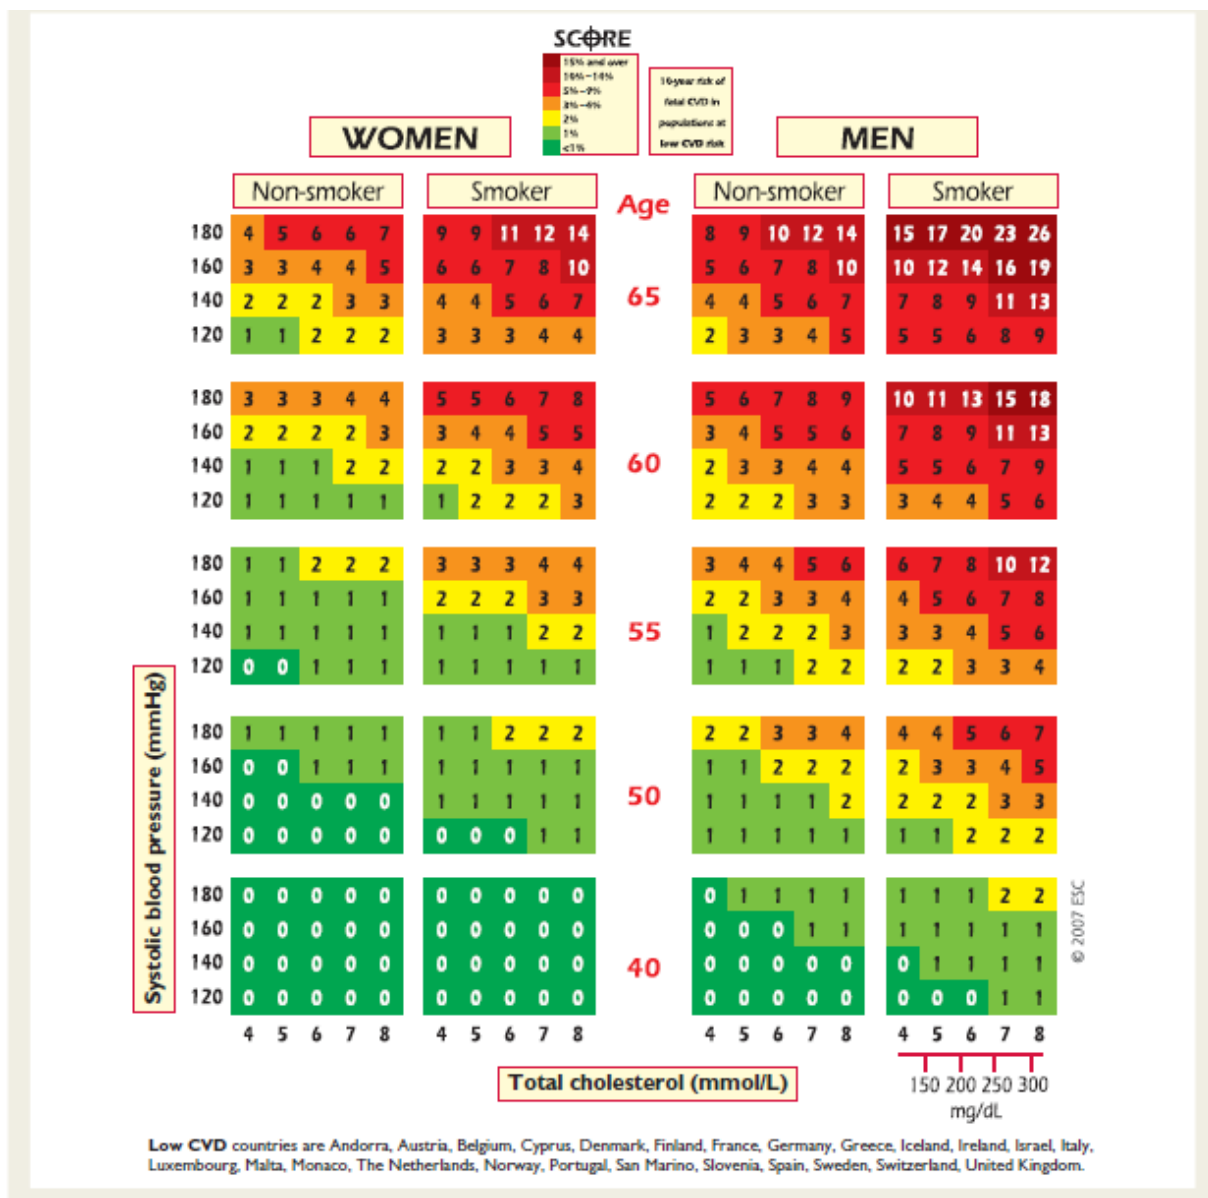 SCORE
15% and over
10%–14%
5%–9%
3%–4%
2%
1%
<1%
10-year risk of
fatal CVD in
populations at
low CVD risk
WOMEN
MEN
Non-smoker
Smoker
Age
Non-smoker
Smoker
180 4 5 6 6 7 9 9 11 12 14 8 9 10 12 14 15 17 20 23 26
160 3 3 4 4 5 6 6 7 8 10 5 6 7 8 10 10 12 14 16 19
65
140 2 2 2 3 3 4 4 5 6 7 4 4 5 6 7 7 8 9 11 13
120 1 1 2 2 2 3 3 3 4 4 2 3 3 4 5 5 5 6 8 9
180 3 3 3 4 4 5 5 6 7 8 5 6 7 8 9 10 11 13 15 18
160 2 2 2 2 3 3 4 4 5 5 3 4 5 5 6 7 8 9 11 13
60
140 1 1 1 2 2 2 2 3 3 4 2 3 3 4 4 5 5 6 7 9
120 1 1 1 1 1 1 2 2 2 3 2 2 2 3 3 3 4 4 5 6
180 1 1 2 2 2 3 3 3 4 4 3 4 4 5 6 6 7 8 10 12
160 1 1 1 1 1 2 2 2 3 3 2 2 3 3 4 4 5 6 7 8
55
140 1 1 1 1 1 1 1 1 2 2 1 2 2 2 3 3 3 4 5 6
120 0 0 1 1 1 1 1 1 1 1 1 1 1 2 2 2 2 3 3 4
180 1 1 1 1 1 1 1 2 2 2 2 2 3 3 4 4 4 5 6 7
160 0 0 1 1 1 1 1 1 1 1 1 1 2 2 2 2 3 3 4 5
50
140 0 0 0 0 0 1 1 1 1 1 1 1 1 1 2 2 2 2 3 3
120 0 0 0 0 0 0 0 0 1 1 1 1 1 1 1 1 1 2 2 2
180 0 0 0 0 0 0 0 0 0 0 0 1 1 1 1 1 1 1 2 2
160 0 0 0 0 0 0 0 0 0 0 0 0 0 1 1 1 1 1 1 1
40
140 0 0 0 0 0 0 0 0 0 0 0 0 0 0 0 0 1 1 1 1
120 0 0 0 0 0 0 0 0 0 0 0 0 0 0 0 0 0 0 1 1
4 5 6 7 8 4 5 6 7 8 4 5 6 7 8 4 5 6 7 8
Systolic blood pressure (mmHg)
© 2007 ESC
Total cholesterol (mmol/L)
150 200 250 300
mg/dL
Low CVD countries are Andorra, Austria, Belgium, Cyprus, Denmark, Finland, France, Germany, Greece, Iceland, Ireland, Israel, Italy,
Luxembourg, Malta, Monaco, The Netherlands, Norway, Portugal, San Marino, Slovenia, Spain, Sweden, Switzerland, United Kingdom.